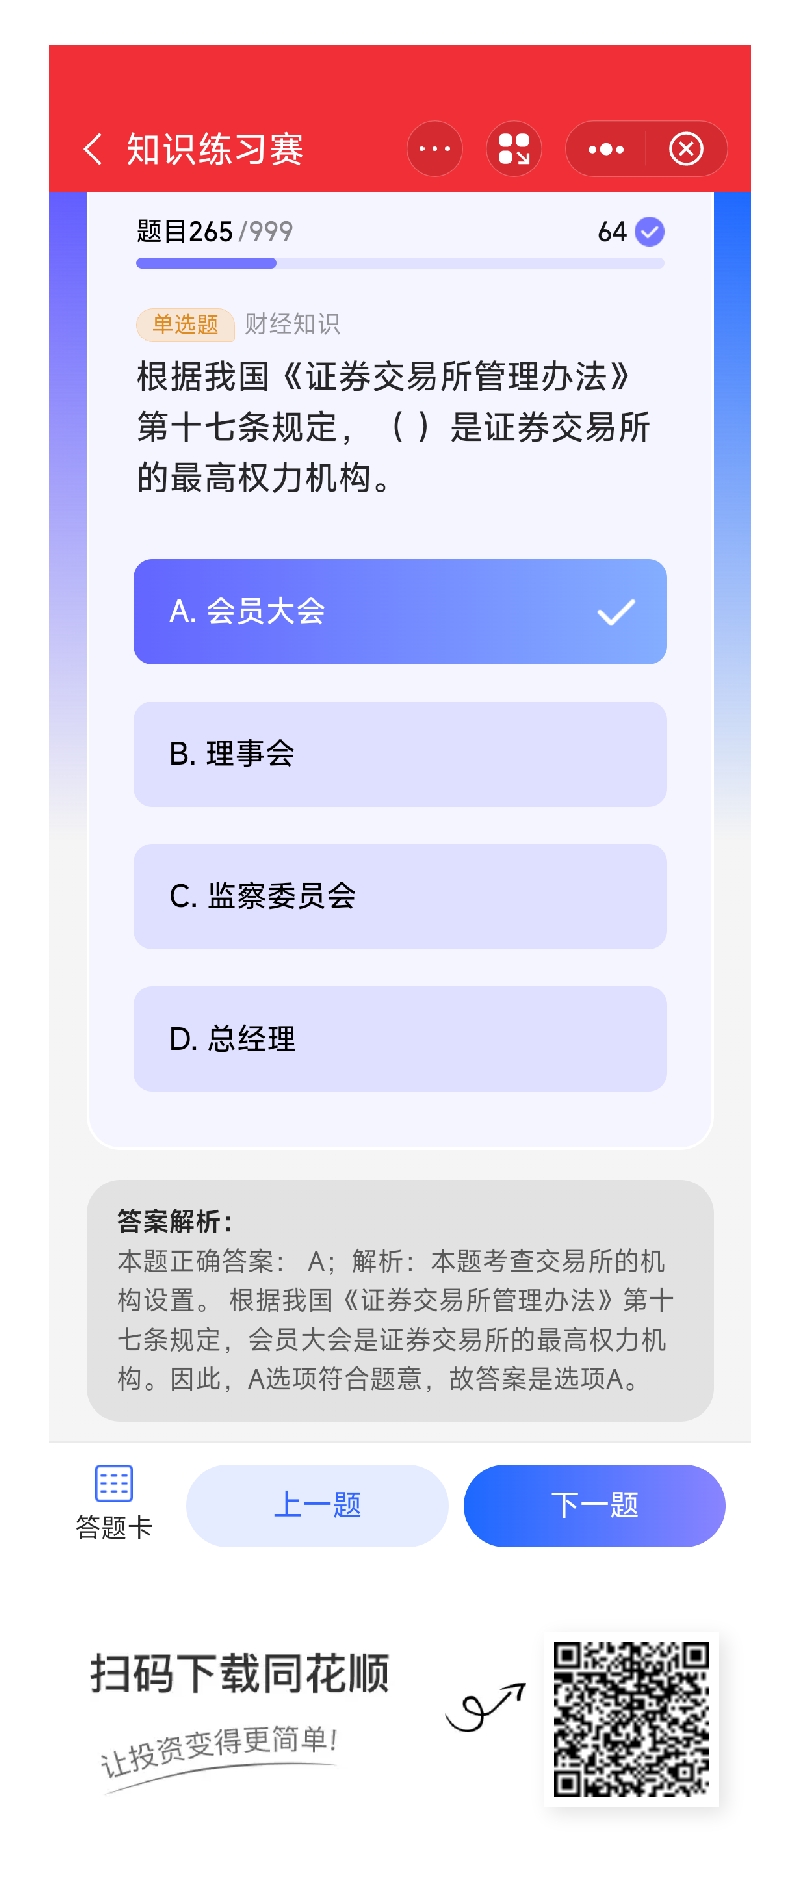 知识练习赛
题目265/999
64
单选题 财经知识
根据我国《证券交易所管理办法》
第十七条规定，（ ）是证券交易所
的最高权力机构。
A. 会员大会
B. 理事会
C. 监察委员会
D. 总经理
答案解析：
本题正确答案： A；解析：本题考查交易所的机
构设置。 根据我国《证券交易所管理办法》第十
七条规定，会员大会是证券交易所的最高权力机
构。因此，A选项符合题意，故答案是选项A。
答题卡
上一题
下一题
扫码下载同花顺
让投资变得更简单!